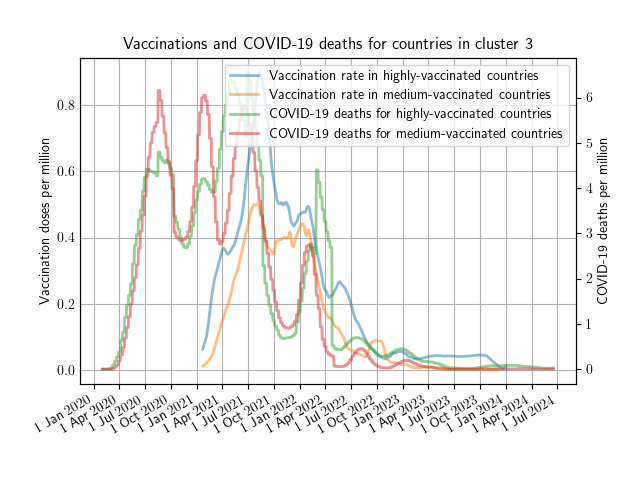 Vaccinations and COVID-19 deaths for countries in cluster 3
Vaccination rate in highly-vaccinated countries
Vaccination rate in medium-vaccinated countries
COVID-19 deaths for highly-vaccinated countries
COVID-19 deaths for medium-vaccinated countries
Vaccination doses per million
0.8
0.6
0.4
0.2
0.0
COVID-19 deaths per million
6
5
4
3
2
1
0
1 Jan 2020
1 Apr 2020
1 Jul 2020
1 Oct 2020
1 Jan 2021
1 Apr 2021
1 Jul 2021
1 Oct 2021
1 Jan 2022
1 Apr 2022
1 Jul 2022
1 Oct 2022
1 Jan 2023
1 Apr 2023
1 Jul 2023
1 Oct 2023
1 Jan 2024
1 Apr 2024
1 Jul 2024